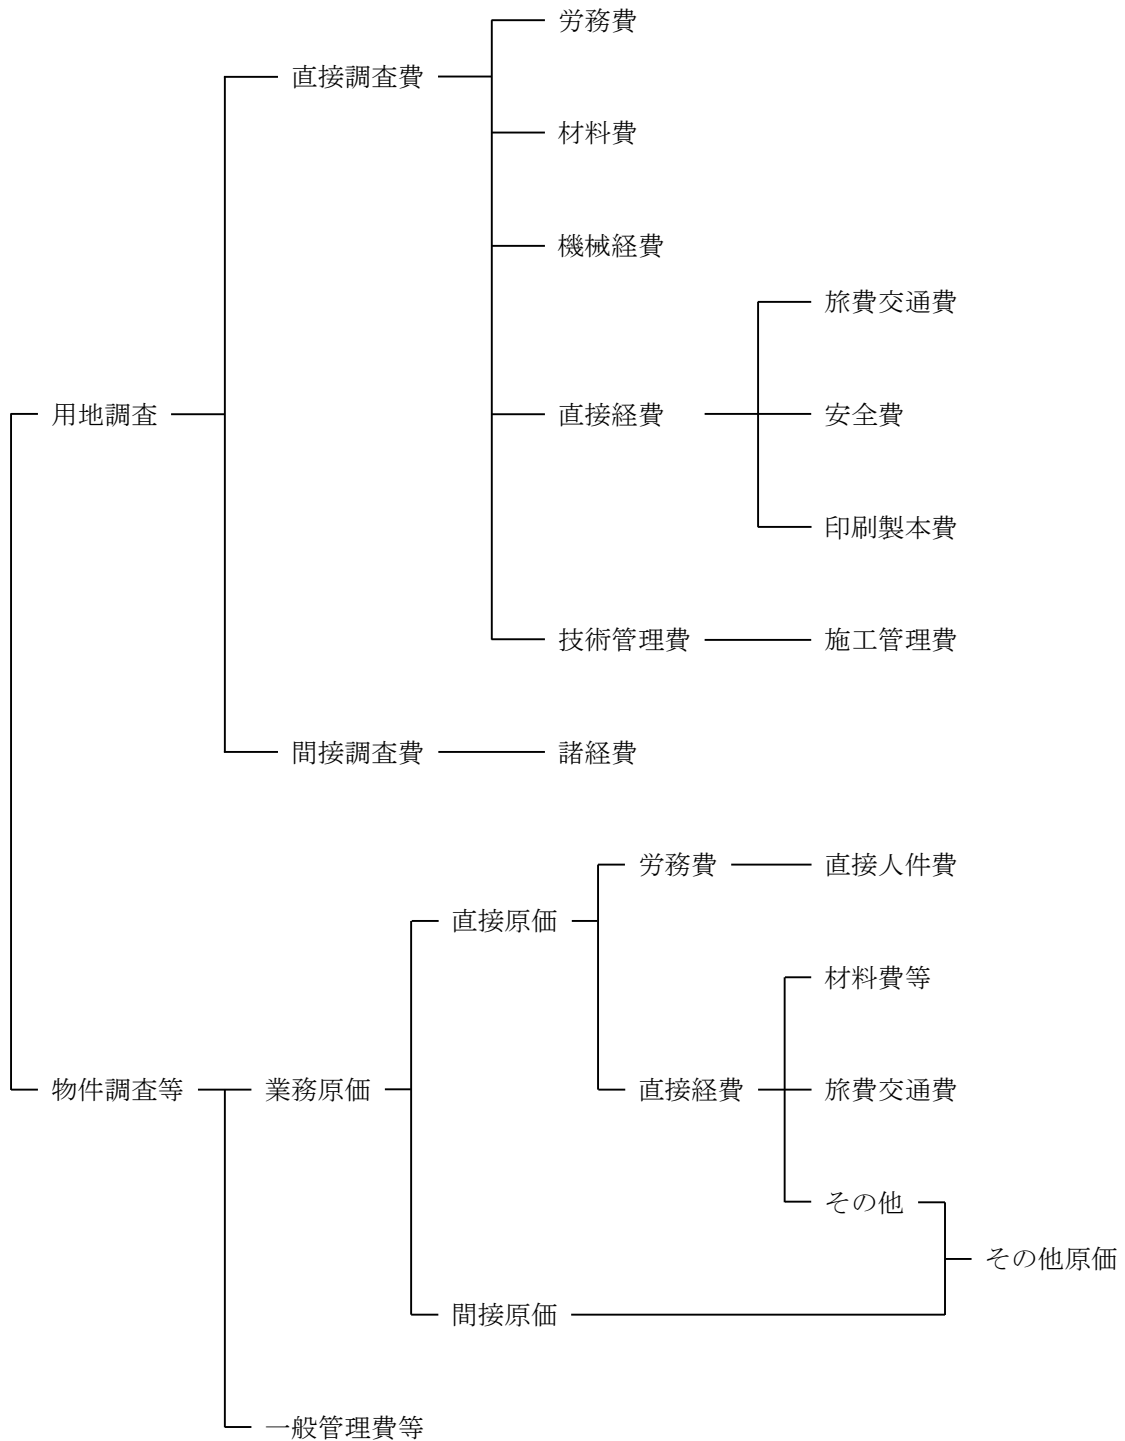 労務費
直接調査費
材料費
機械経費
旅費交通費
用地調査
直接経費
安全費
印刷製本費
技術管理費
施工管理費
間接調査費
諸経費
労務費
直接人件費
直接原価
材料費等
物件調査等
業務原価
直接経費
旅費交通費
その他
その他原価
間接原価
一般管理費等